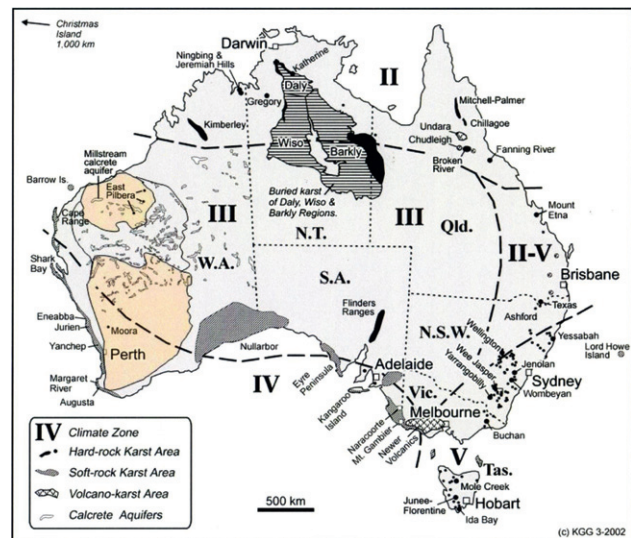 Christmas
Island
1,000 km
Darwin
Katherine
Ningbing &
Jeremiah Hills
Daly
II
Gregory
Mitchell-Palmer
Kimberley
Undara
Chillagoe
Chudleigh
Wiso
Barkly
Fanning River
Broken
River
Millstream
calcrete
aquifer
East
Pilbera
Barrow Is.
Cape
Range
III
Buried karst
of Daly, Wiso &
Barkly Regions.
III
Qld.
Mount
Etna
N.T.
W.A.
II-V
Shark
Bay
S.A.
Brisbane
Flinders
Ranges
Texas
Ashford
Eneabba
Jurien
Moora
N.S.W.
Wellington
Yessabah
Lord Howe
Island
Yanchep
Perth
Nullarbor
Wee Jasper
Yarrangobilly
Jenolan
Sydney
Wombeyan
Margaret
River
Augusta
IV
Eyre
Peninsula
Adelaide
Kangaroo
Island
Vic.
Melbourne
Naracoorte
Mt. Gambier
Newer
Volcanics
Buchan
V
Tas.
Mole Creek
Junee-
Florentine
Hobart
Ida Bay
IV Climate Zone
Hard-rock Karst Area
Soft-rock Karst Area
Volcano-karst Area
Calcrete Aquifers
500 km
(c) KGG 3-2002